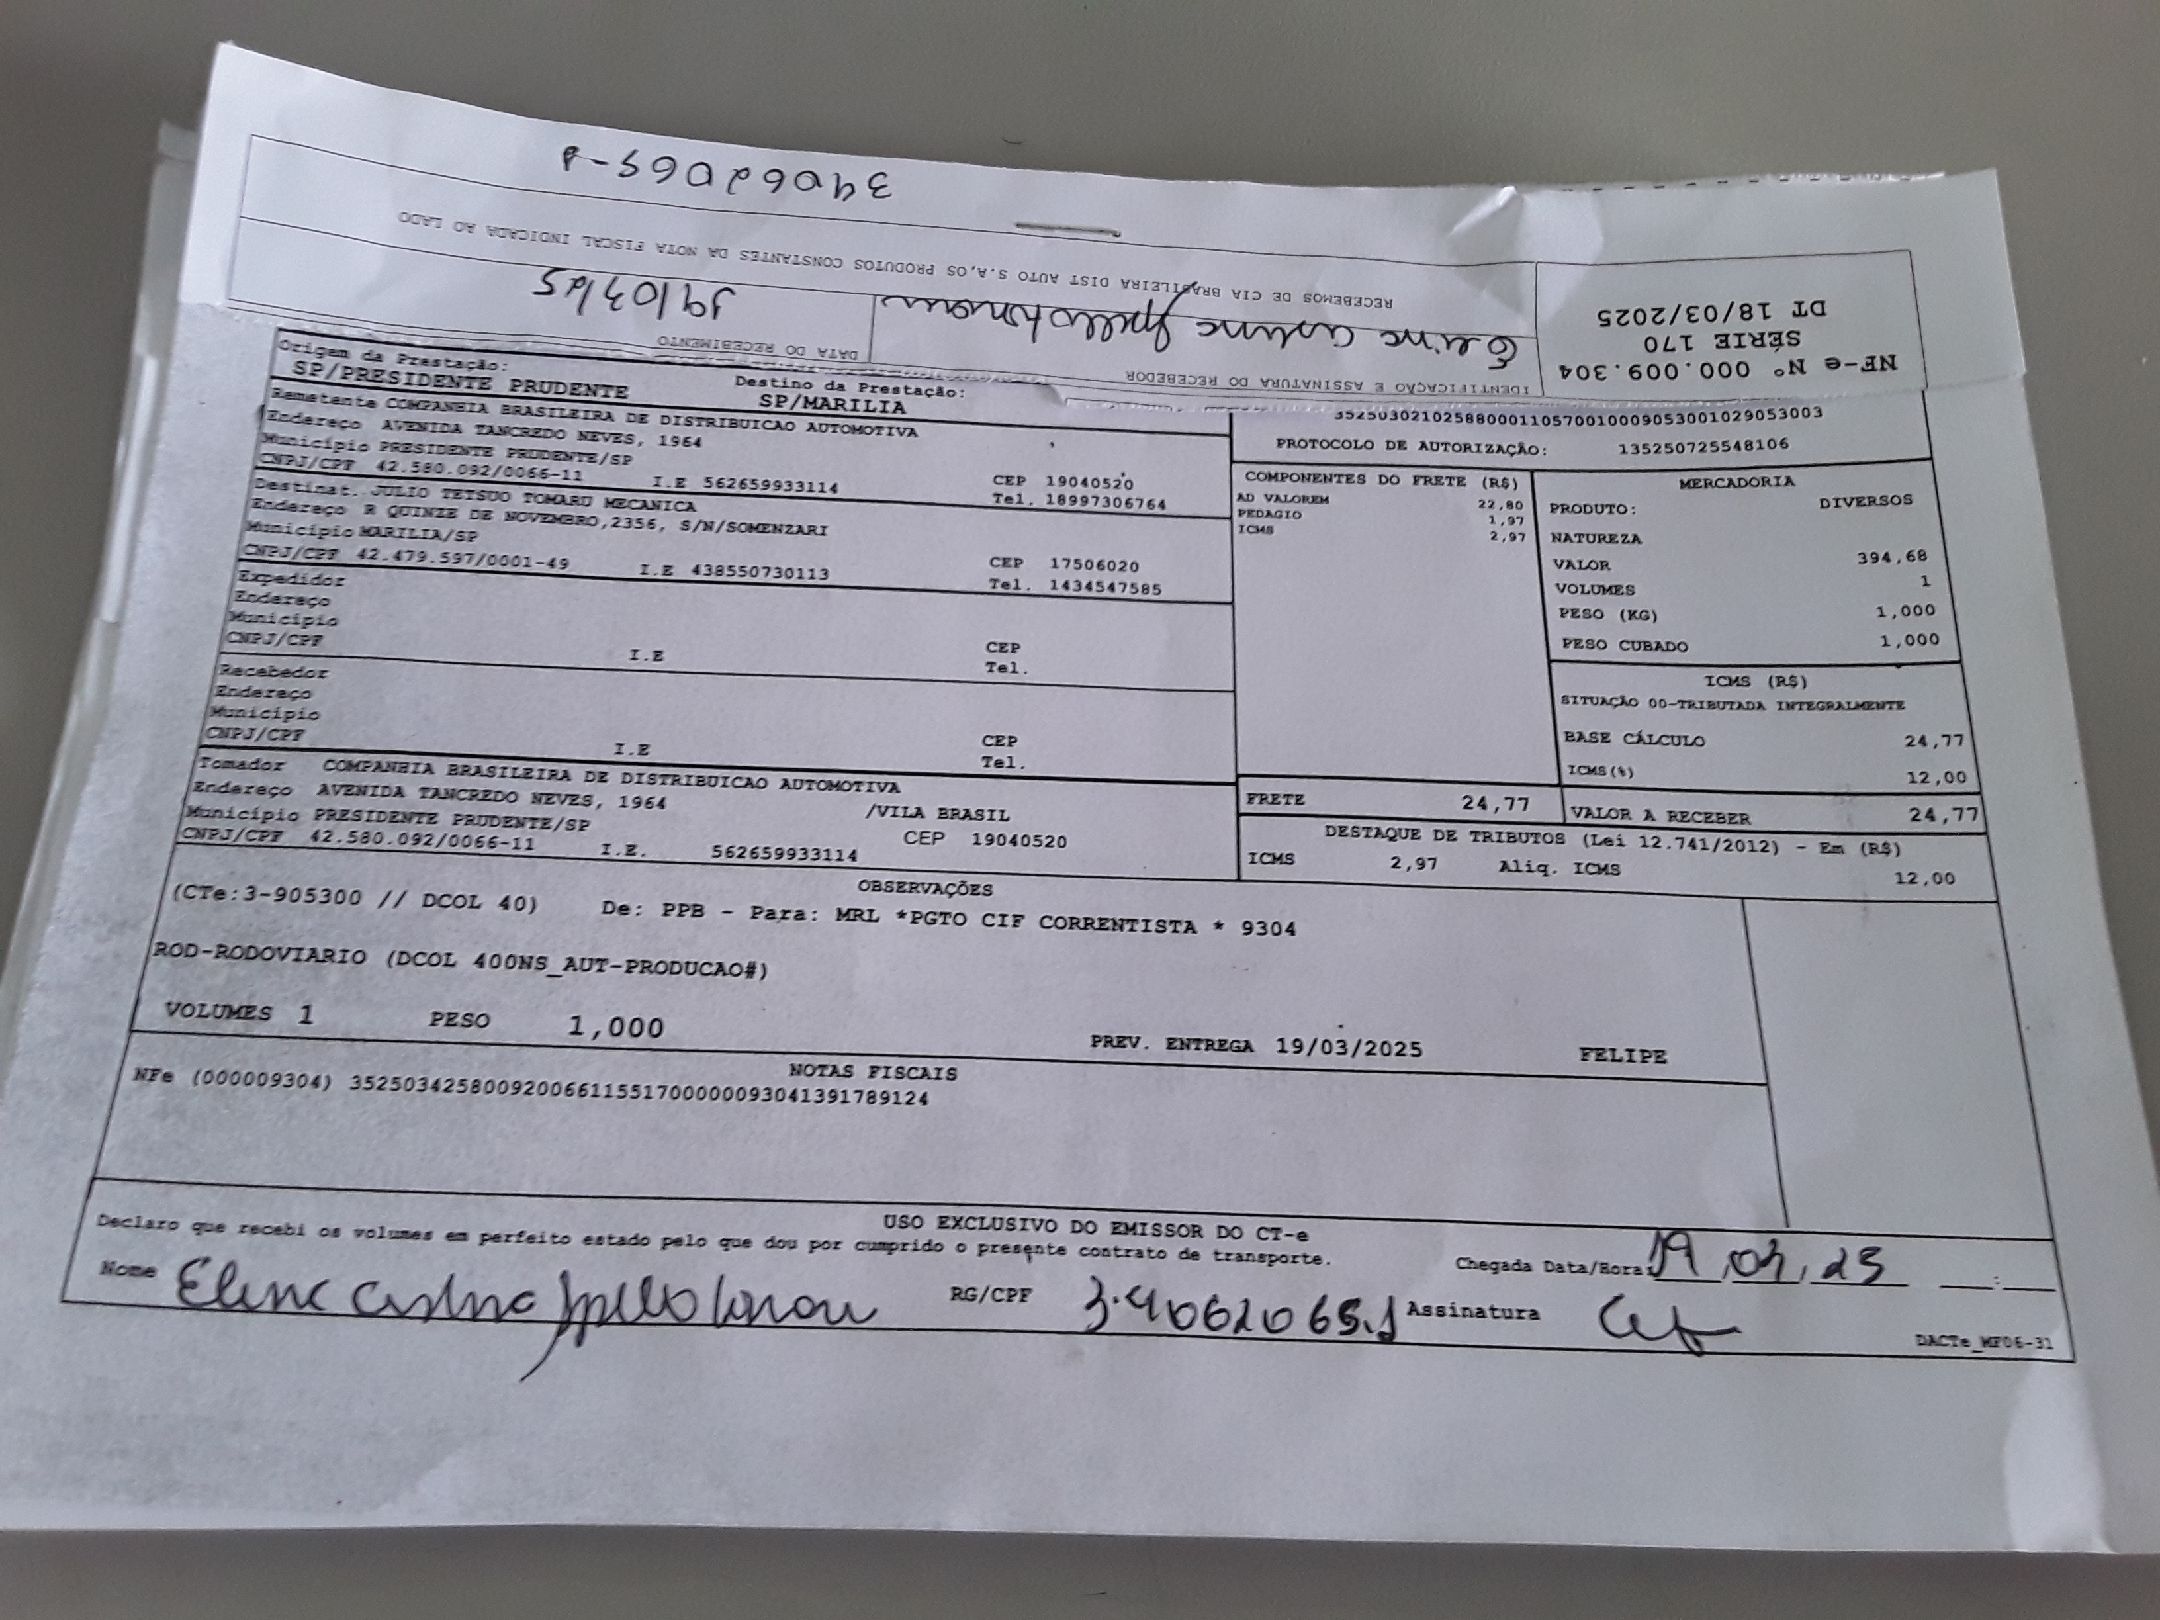 34062065-1
RECEBEMOS DE CIA BRASILEIRA DIST AUTO S.A, OS PRODUTOS CONSTANTES DA NOTA FISCAL INDICADA AO LADO
19/03/25
DATA DO RECEBIMENTO
IDENTIFICAÇÃO E ASSINATURA DO RECEBEDOR
NF-e Nº 000.009.304
SÉRIE 170
DT 18/03/2025
Origem da Prestação:
SP/PRESIDENTE PRUDENTE
Destino da Prestação:
SP/MARILIA
Remetente COMPANHIA BRASILEIRA DE DISTRIBUICAO AUTOMOTIVA
Endereço AVENIDA TANCREDO NEVES, 1964
Município PRESIDENTE PRUDENTE/SP CEP 19040520
CNPJ/CPF 42.580.092/0066-11 I.E 562659933114 Tel. 18997306764
Destinat. JULIO TETSUO TOMARU MECANICA
Endereço R QUINZE DE NOVEMBRO,2356, S/N/SOMENZARI
Município MARILIA/SP CEP 17506020
CNPJ/CPF 42.479.597/0001-49 I.E 438550730113 Tel. 1434547585
Expedidor
Endereço
Município CEP
CNPJ/CPF I.E Tel.
Recebedor
Endereço
Município CEP
CNPJ/CPF I.E Tel.
Tomador COMPANHIA BRASILEIRA DE DISTRIBUICAO AUTOMOTIVA
Endereço AVENIDA TANCREDO NEVES, 1964 /VILA BRASIL
Município PRESIDENTE PRUDENTE/SP CEP 19040520
CNPJ/CPF 42.580.092/0066-11 I.E. 562659933114
35250302102588000110570010009053001029053003
PROTOCOLO DE AUTORIZAÇÃO: 135250725548106
COMPONENTES DO FRETE (R$)
AD VALOREM 22,80
PEDAGIO 1,97
ICMS 2,97
MERCADORIA
PRODUTO: DIVERSOS
NATUREZA
VALOR 394,68
VOLUMES 1
PESO (KG) 1,000
PESO CUBADO 1,000
ICMS (R$)
SITUAÇÃO 00-TRIBUTADA INTEGRALMENTE
BASE CÁLCULO 24,77
ICMS(%) 12,00
FRETE 24,77
VALOR A RECEBER 24,77
DESTAQUE DE TRIBUTOS (Lei 12.741/2012) - Em (R$)
ICMS 2,97 Aliq. ICMS 12,00
OBSERVAÇÕES
(CTe:3-905300 // DCOL 40) De: PPB - Para: MRL *PGTO CIF CORRENTISTA * 9304
ROD-RODOVIARIO (DCOL 400NS_AUT-PRODUCAO#)
VOLUMES 1 PESO 1,000 PREV. ENTREGA 19/03/2025 FELIPE
NOTAS FISCAIS
NFe (000009304) 35250342580092006611551700000093041391789124
USO EXCLUSIVO DO EMISSOR DO CT-e
Declaro que recebi os volumes em perfeito estado pelo que dou por cumprido o presente contrato de transporte.
Chegada Data/Hora: 19,03,25 :
Nome RG/CPF 3.4062065.1 Assinatura
DACTe_MF06-31